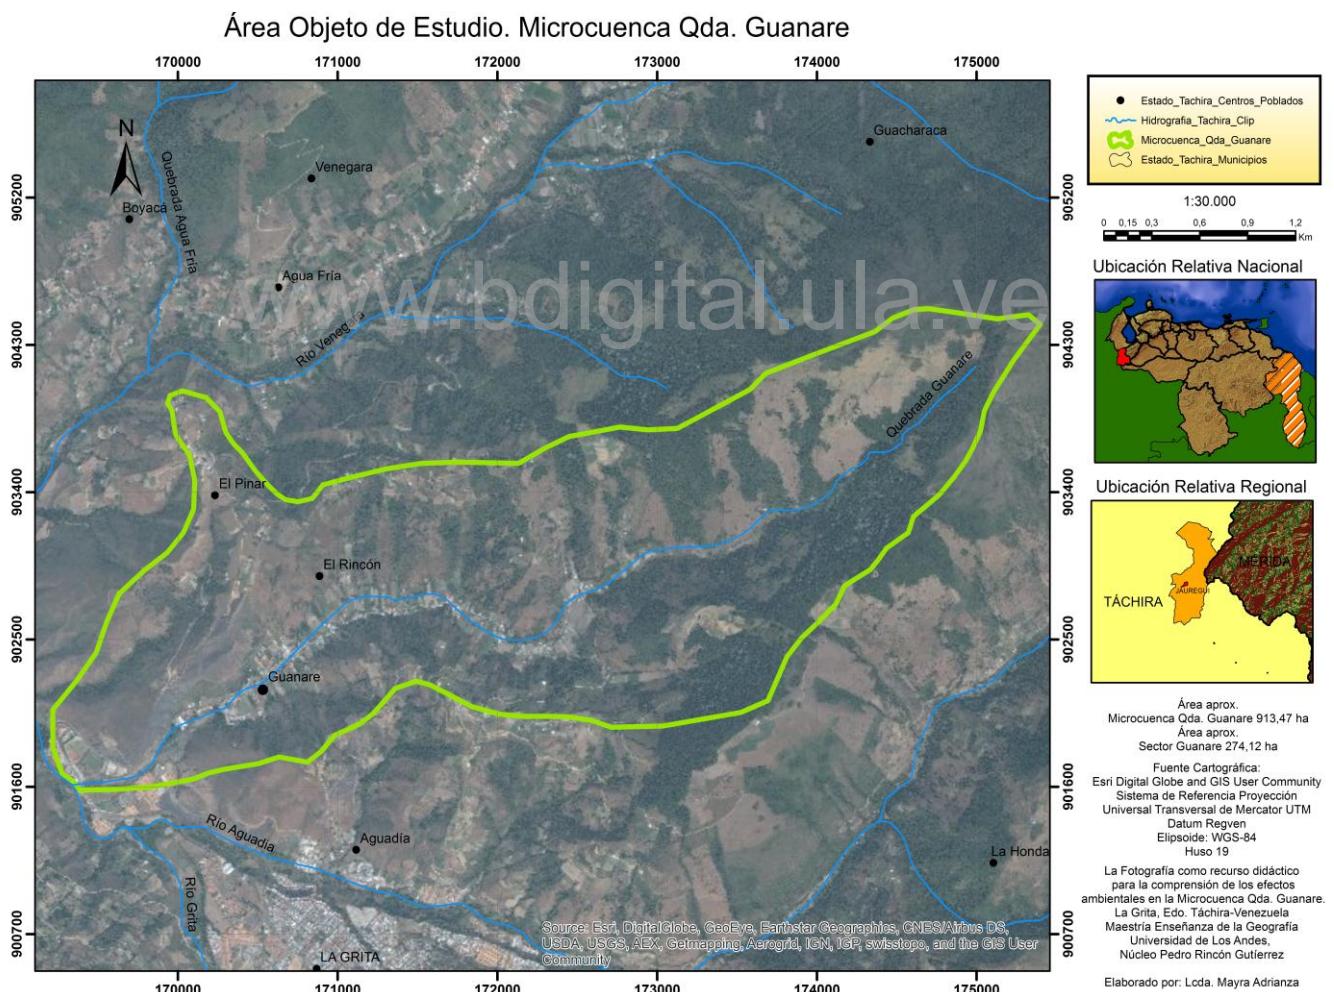 Área Objeto de Estudio. Microcuenca Qda. Guanare
170000 171000 172000 173000 174000 175000
905200 904300 903400 902500 901600 900700
905200 904300 903400 902500 901600 900700
N
Guacharaca
Venegara
Boyacá
Quebrada Agua Fría
Agua Fría
www.bdigital.ula.ve
Río Veneg
Quebrada Guanare
El Pinar
El Rincón
Guanare
Río Aguadia
Aguadía
La Honda
Río Grita
LA GRITA
Source: Esri, DigitalGlobe, GeoEye, Earthstar Geographics, CNES/Airbus DS,
USDA, USGS, AEX, Getmapping, Aerogrid, IGN, IGP, swisstopo, and the GIS User
Community
170000 171000 172000 173000 174000 175000
Estado_Tachira_Centros_Poblados
Hidrografia_Tachira_Clip
Microcuenca_Qda_Guanare
Estado_Tachira_Municipios
1:30.000
0 0,15 0,3 0,6 0,9 1,2
Km
Ubicación Relativa Nacional
Ubicación Relativa Regional
MERIDA
JAUREGUI
TÁCHIRA
Área aprox.
Microcuenca Qda. Guanare 913,47 ha
Área aprox.
Sector Guanare 274,12 ha
Fuente Cartográfica:
Esri Digital Globe and GIS User Community
Sistema de Referencia Proyección
Universal Transversal de Mercator UTM
Datum Regven
Elipsoide: WGS-84
Huso 19
La Fotografía como recurso didáctico
para la comprensión de los efectos
ambientales en la Microcuenca Qda. Guanare.
La Grita, Edo. Táchira-Venezuela
Maestría Enseñanza de la Geografía
Universidad de Los Andes,
Núcleo Pedro Rincón Gutíerrez
Elaborado por: Lcda. Mayra Adrianza